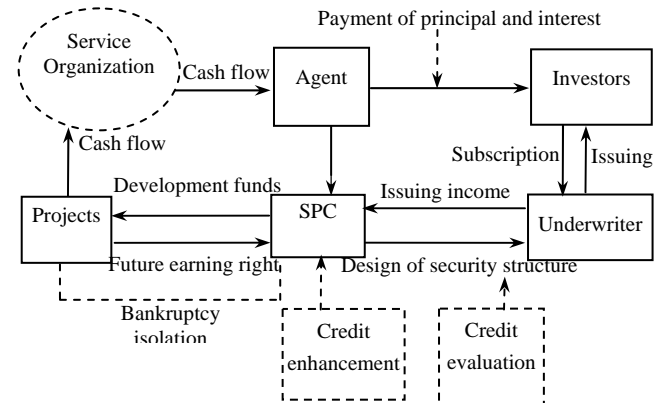 Payment of principal and interest
Service
Organization
Cash flow
Agent
Investors
Cash flow
Subscription
Issuing
Development funds
SPC
Issuing income
Projects
Underwriter
Future earning right
Design of security structure
Bankruptcy
isolation
Credit
enhancement
Credit
evaluation